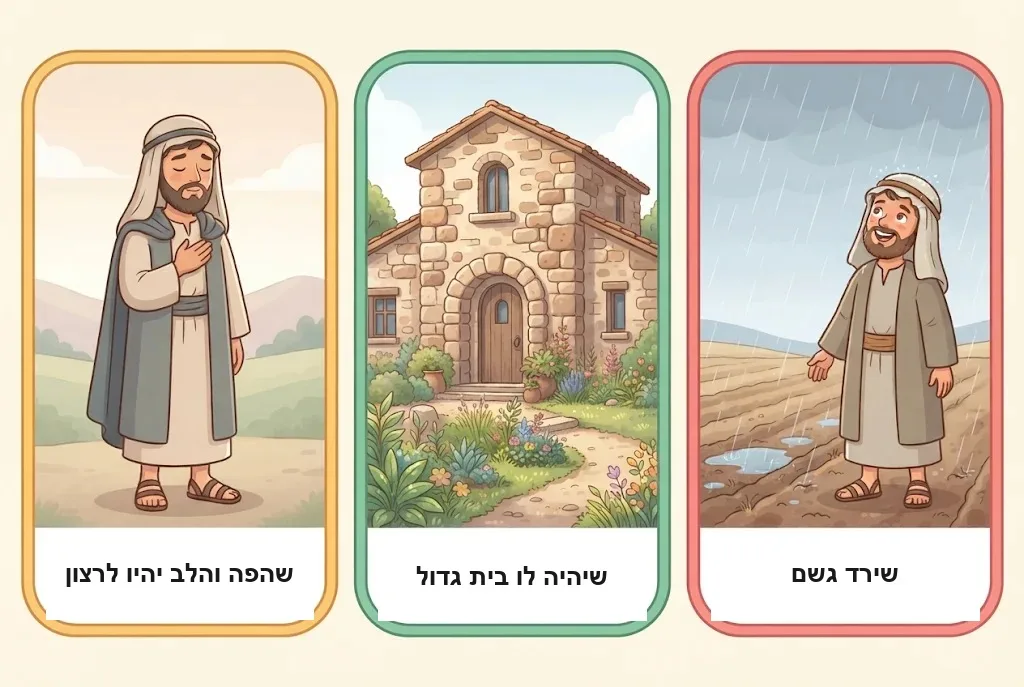 שירד גשם
שיהיה לו בית גדול
שהפה והלב יהיו לרצון